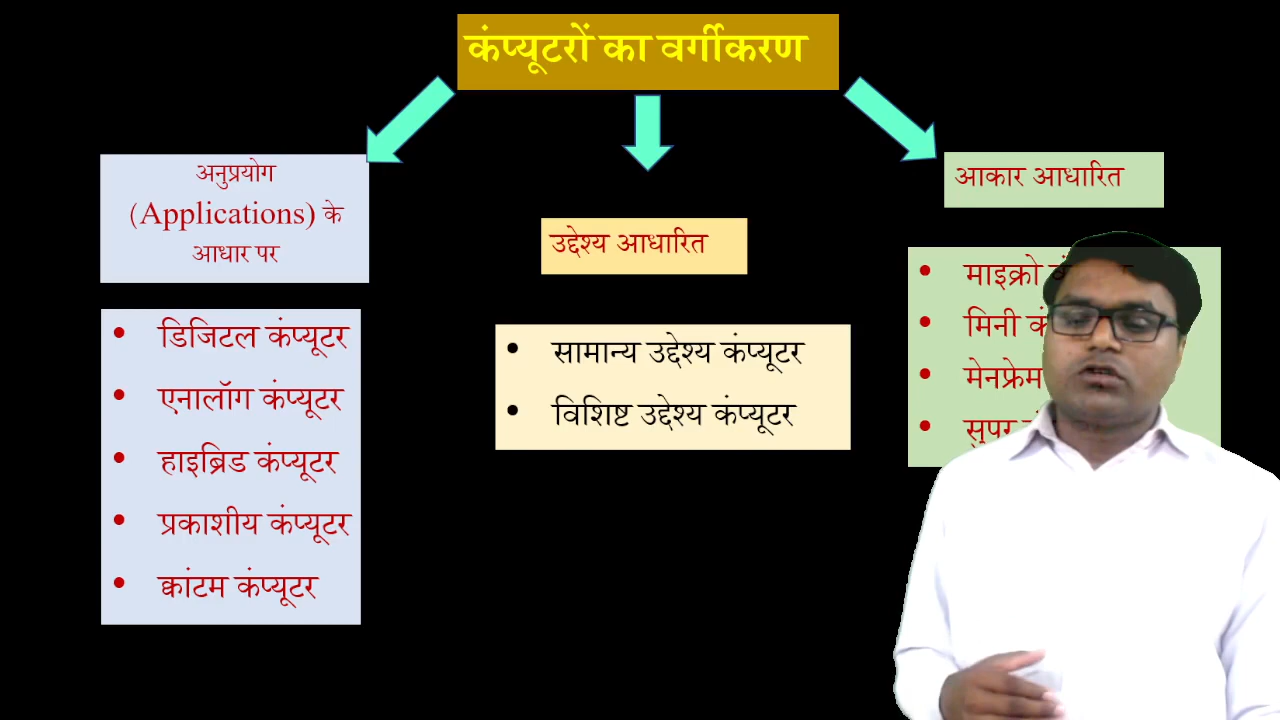 कंप्यूटरों का वर्गीकरण
अनुप्रयोग
(Applications) के
आधार पर
डिजिटल कंप्यूटर
एनालॉग कंप्यूटर
हाइब्रिड कंप्यूटर
प्रकाशीय कंप्यूटर
क्वांटम कंप्यूटर
उद्देश्य आधारित
सामान्य उद्देश्य कंप्यूटर
विशिष्ट उद्देश्य कंप्यूटर
आकार आधारित
माइक्रो
मिनी
मेनफ्रेम
सुपर